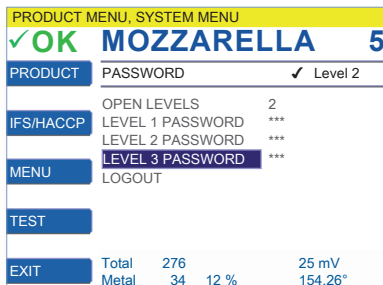 PRODUCT MENU, SYSTEM MENU
✓OK MOZZARELLA 5
PRODUCT PASSWORD ✓ Level 2
OPEN LEVELS 2
IFS/HACCP LEVEL 1 PASSWORD ***
LEVEL 2 PASSWORD ***
LEVEL 3 PASSWORD ***
MENU LOGOUT
TEST
Total 276 25 mV
EXIT Metal 34 12 % 154,26°